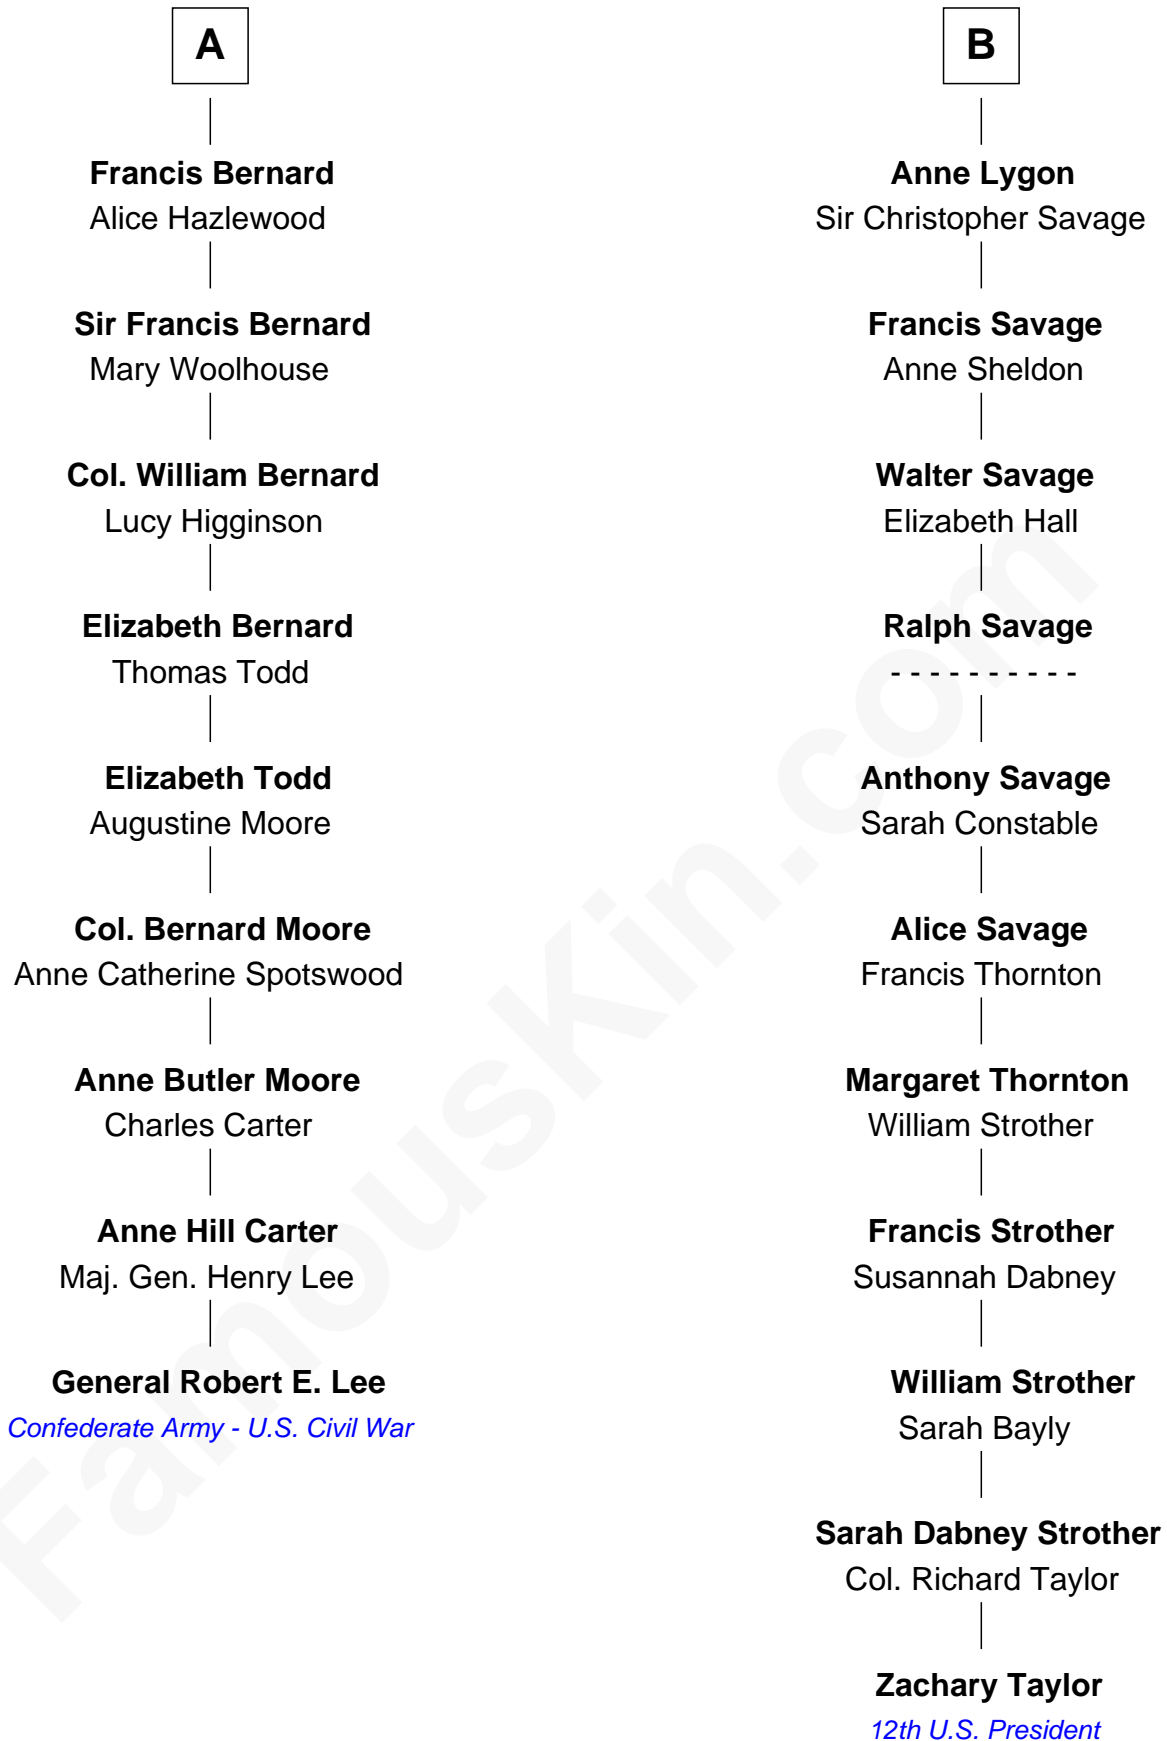 A
Francis Bernard
Alice Hazlewood
Sir Francis Bernard
Mary Woolhouse
Col. William Bernard
Lucy Higginson
Elizabeth Bernard
Thomas Todd
Elizabeth Todd
Augustine Moore
Col. Bernard Moore
Anne Catherine Spotswood
Anne Butler Moore
Charles Carter
Anne Hill Carter
Maj. Gen. Henry Lee
General Robert E. Lee
Confederate Army - U.S. Civil War
B
Anne Lygon
Sir Christopher Savage
Francis Savage
Anne Sheldon
Walter Savage
Elizabeth Hall
Ralph Savage
- - - - - - - - - -
Anthony Savage
Sarah Constable
Alice Savage
Francis Thornton
Margaret Thornton
William Strother
Francis Strother
Susannah Dabney
William Strother
Sarah Bayly
Sarah Dabney Strother
Col. Richard Taylor
Zachary Taylor
12th U.S. President
FamousKin.com